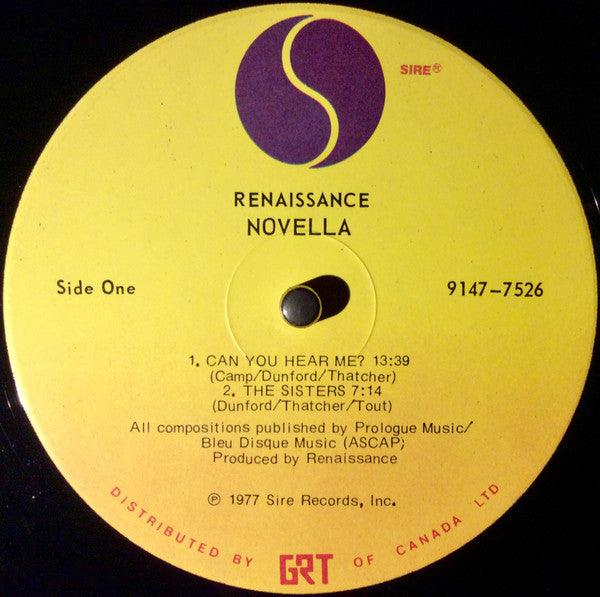 SIRE®
RENAISSANCE
NOVELLA
Side One
9147-7526
1. CAN YOU HEAR ME? 13:39
(Camp/Dunford/Thatcher)
2. THE SISTERS 7:14
(Dunford/Thatcher/Tout)
All compositions published by Prologue Music/
Bleu Disque Music (ASCAP)
Produced by Renaissance
℗ 1977 Sire Records, Inc.
DISTRIBUTED BY GRT OF CANADA LTD